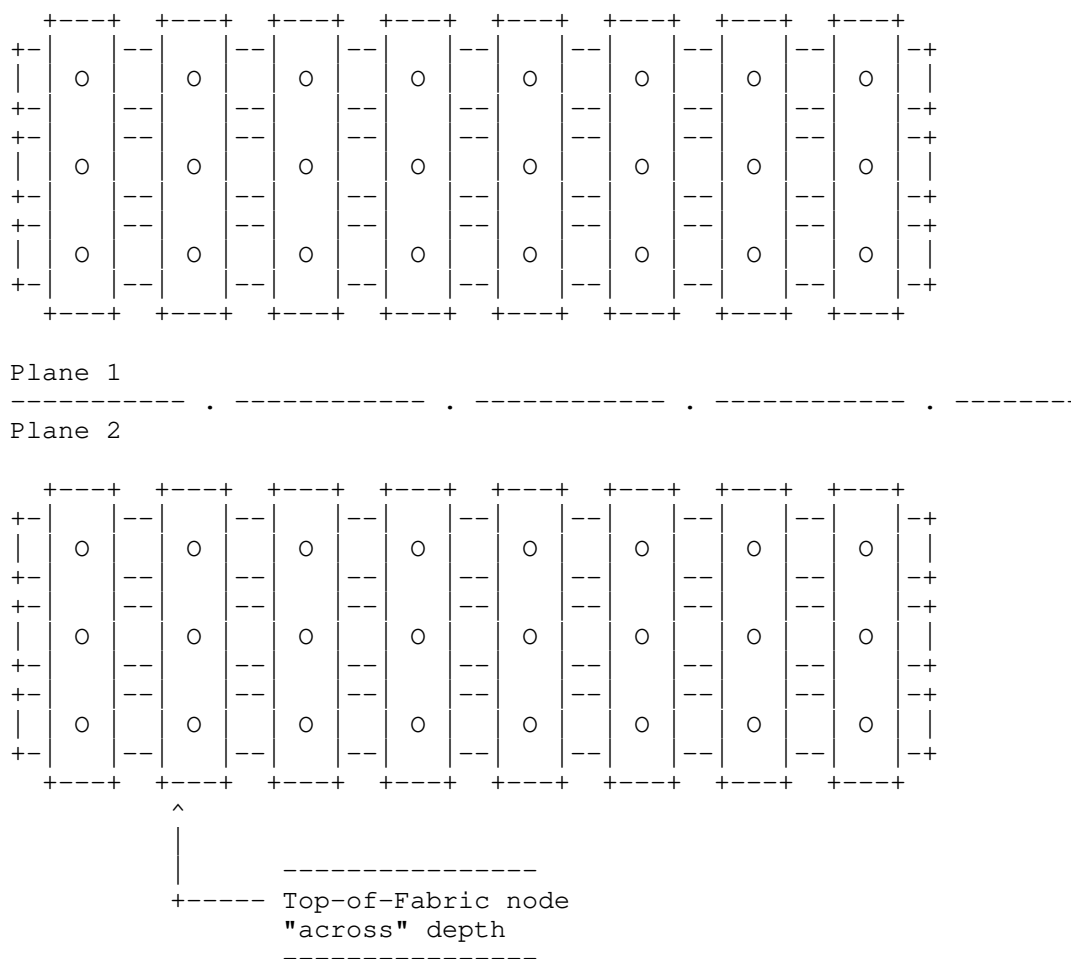 +---+ +---+ +---+ +---+ +---+ +---+ +---+ +---+
+-| |--| |--| |--| |--| |--| |--| |--| |-+
| | O | | O | | O | | O | | O | | O | | O | | O | |
+-| |--| |--| |--| |--| |--| |--| |--| |-+
+-| |--| |--| |--| |--| |--| |--| |--| |-+
| | O | | O | | O | | O | | O | | O | | O | | O | |
+-| |--| |--| |--| |--| |--| |--| |--| |-+
+-| |--| |--| |--| |--| |--| |--| |--| |-+
| | O | | O | | O | | O | | O | | O | | O | | O | |
+-| |--| |--| |--| |--| |--| |--| |--| |-+
+---+ +---+ +---+ +---+ +---+ +---+ +---+ +---+
Plane 1
----------- . ------------ . ------------ . ------------ . --------
Plane 2
+---+ +---+ +---+ +---+ +---+ +---+ +---+ +---+
+-| |--| |--| |--| |--| |--| |--| |--| |-+
| | O | | O | | O | | O | | O | | O | | O | | O | |
+-| |--| |--| |--| |--| |--| |--| |--| |-+
+-| |--| |--| |--| |--| |--| |--| |--| |-+
| | O | | O | | O | | O | | O | | O | | O | | O | |
+-| |--| |--| |--| |--| |--| |--| |--| |-+
+-| |--| |--| |--| |--| |--| |--| |--| |-+
| | O | | O | | O | | O | | O | | O | | O | | O | |
+-| |--| |--| |--| |--| |--| |--| |--| |-+
+---+ +---+ +---+ +---+ +---+ +---+ +---+ +---+
^
|
| ----------------
+----- Top-of-Fabric node
"across" depth
----------------